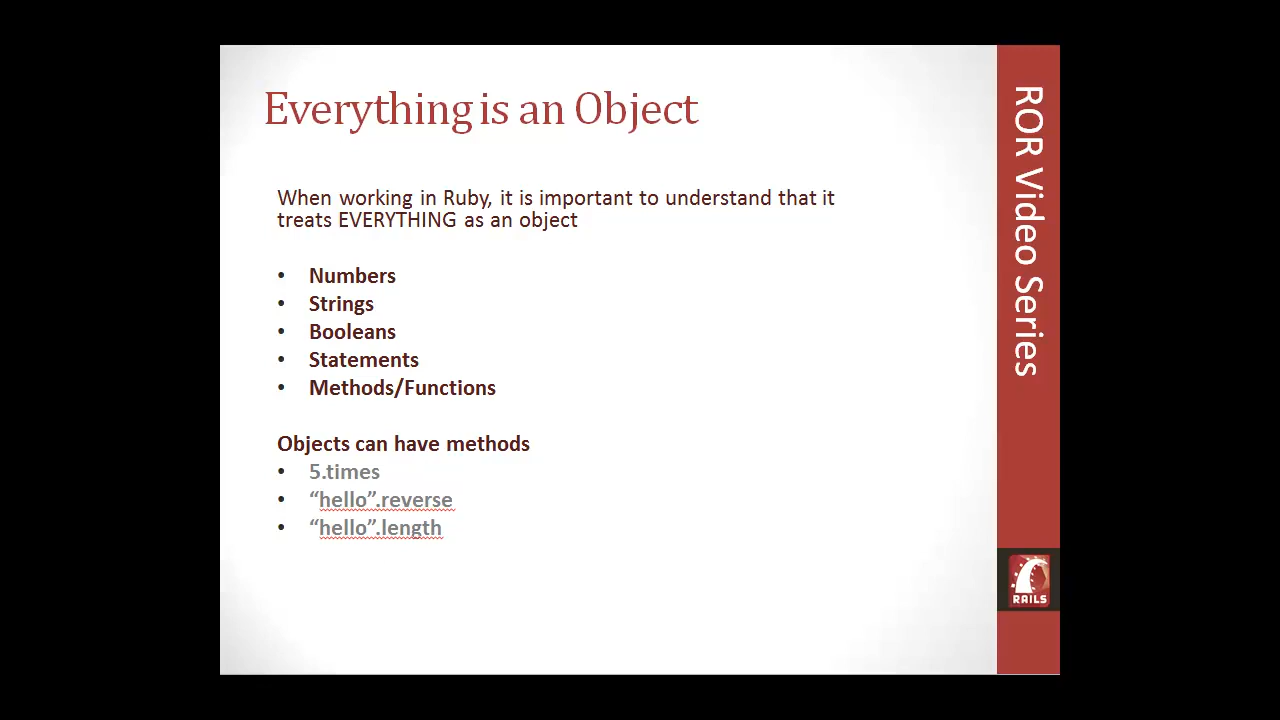 Everything is an Object
When working in Ruby, it is important to understand that it
treats EVERYTHING as an object
• Numbers
• Strings
• Booleans
• Statements
• Methods/Functions
Objects can have methods
• 5.times
• “hello”.reverse
• “hello”.length
ROR Video Series
RAILS